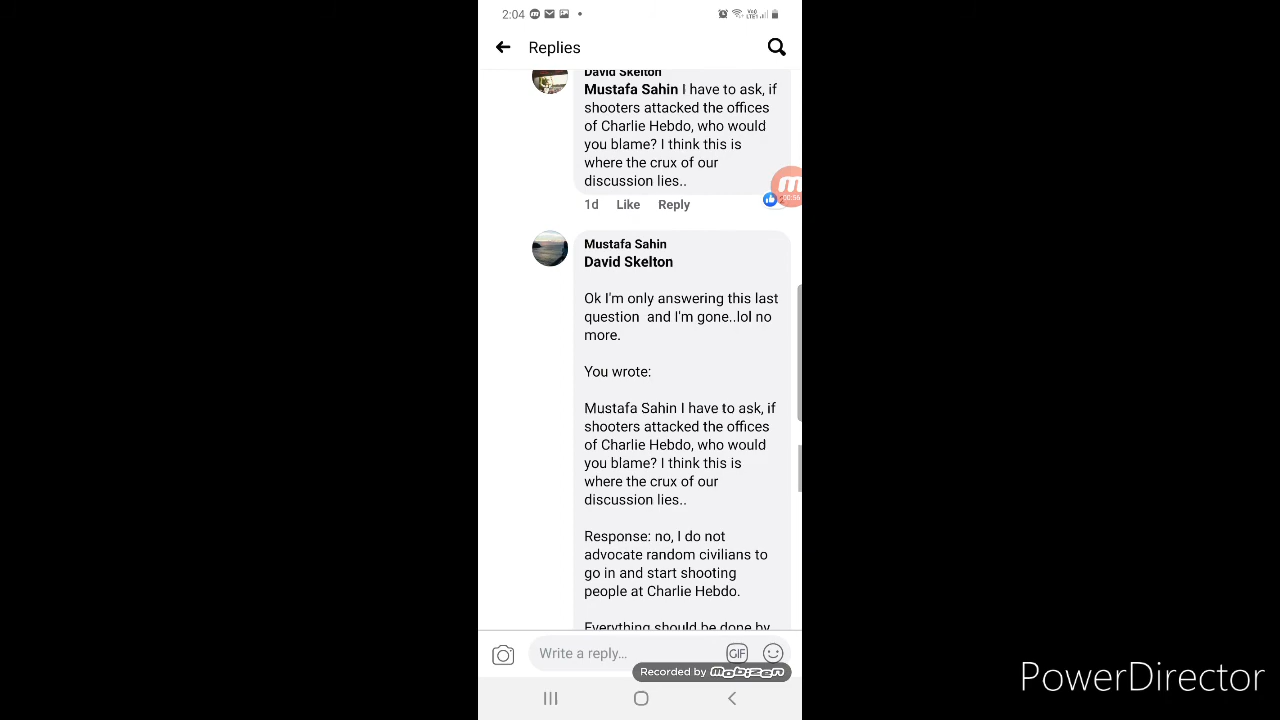 2:04
Replies
David Skelton
Mustafa Sahin I have to ask, if
shooters attacked the offices
of Charlie Hebdo, who would
you blame? I think this is
where the crux of our
discussion lies..
1d Like Reply
Mustafa Sahin
David Skelton
Ok I'm only answering this last
question and I'm gone..lol no
more.
You wrote:
Mustafa Sahin I have to ask, if
shooters attacked the offices
of Charlie Hebdo, who would
you blame? I think this is
where the crux of our
discussion lies..
Response: no, I do not
advocate random civilians to
go in and start shooting
people at Charlie Hebdo.
Everything should be done by
Write a reply...
GIF
Recorded by mobizen
PowerDirector